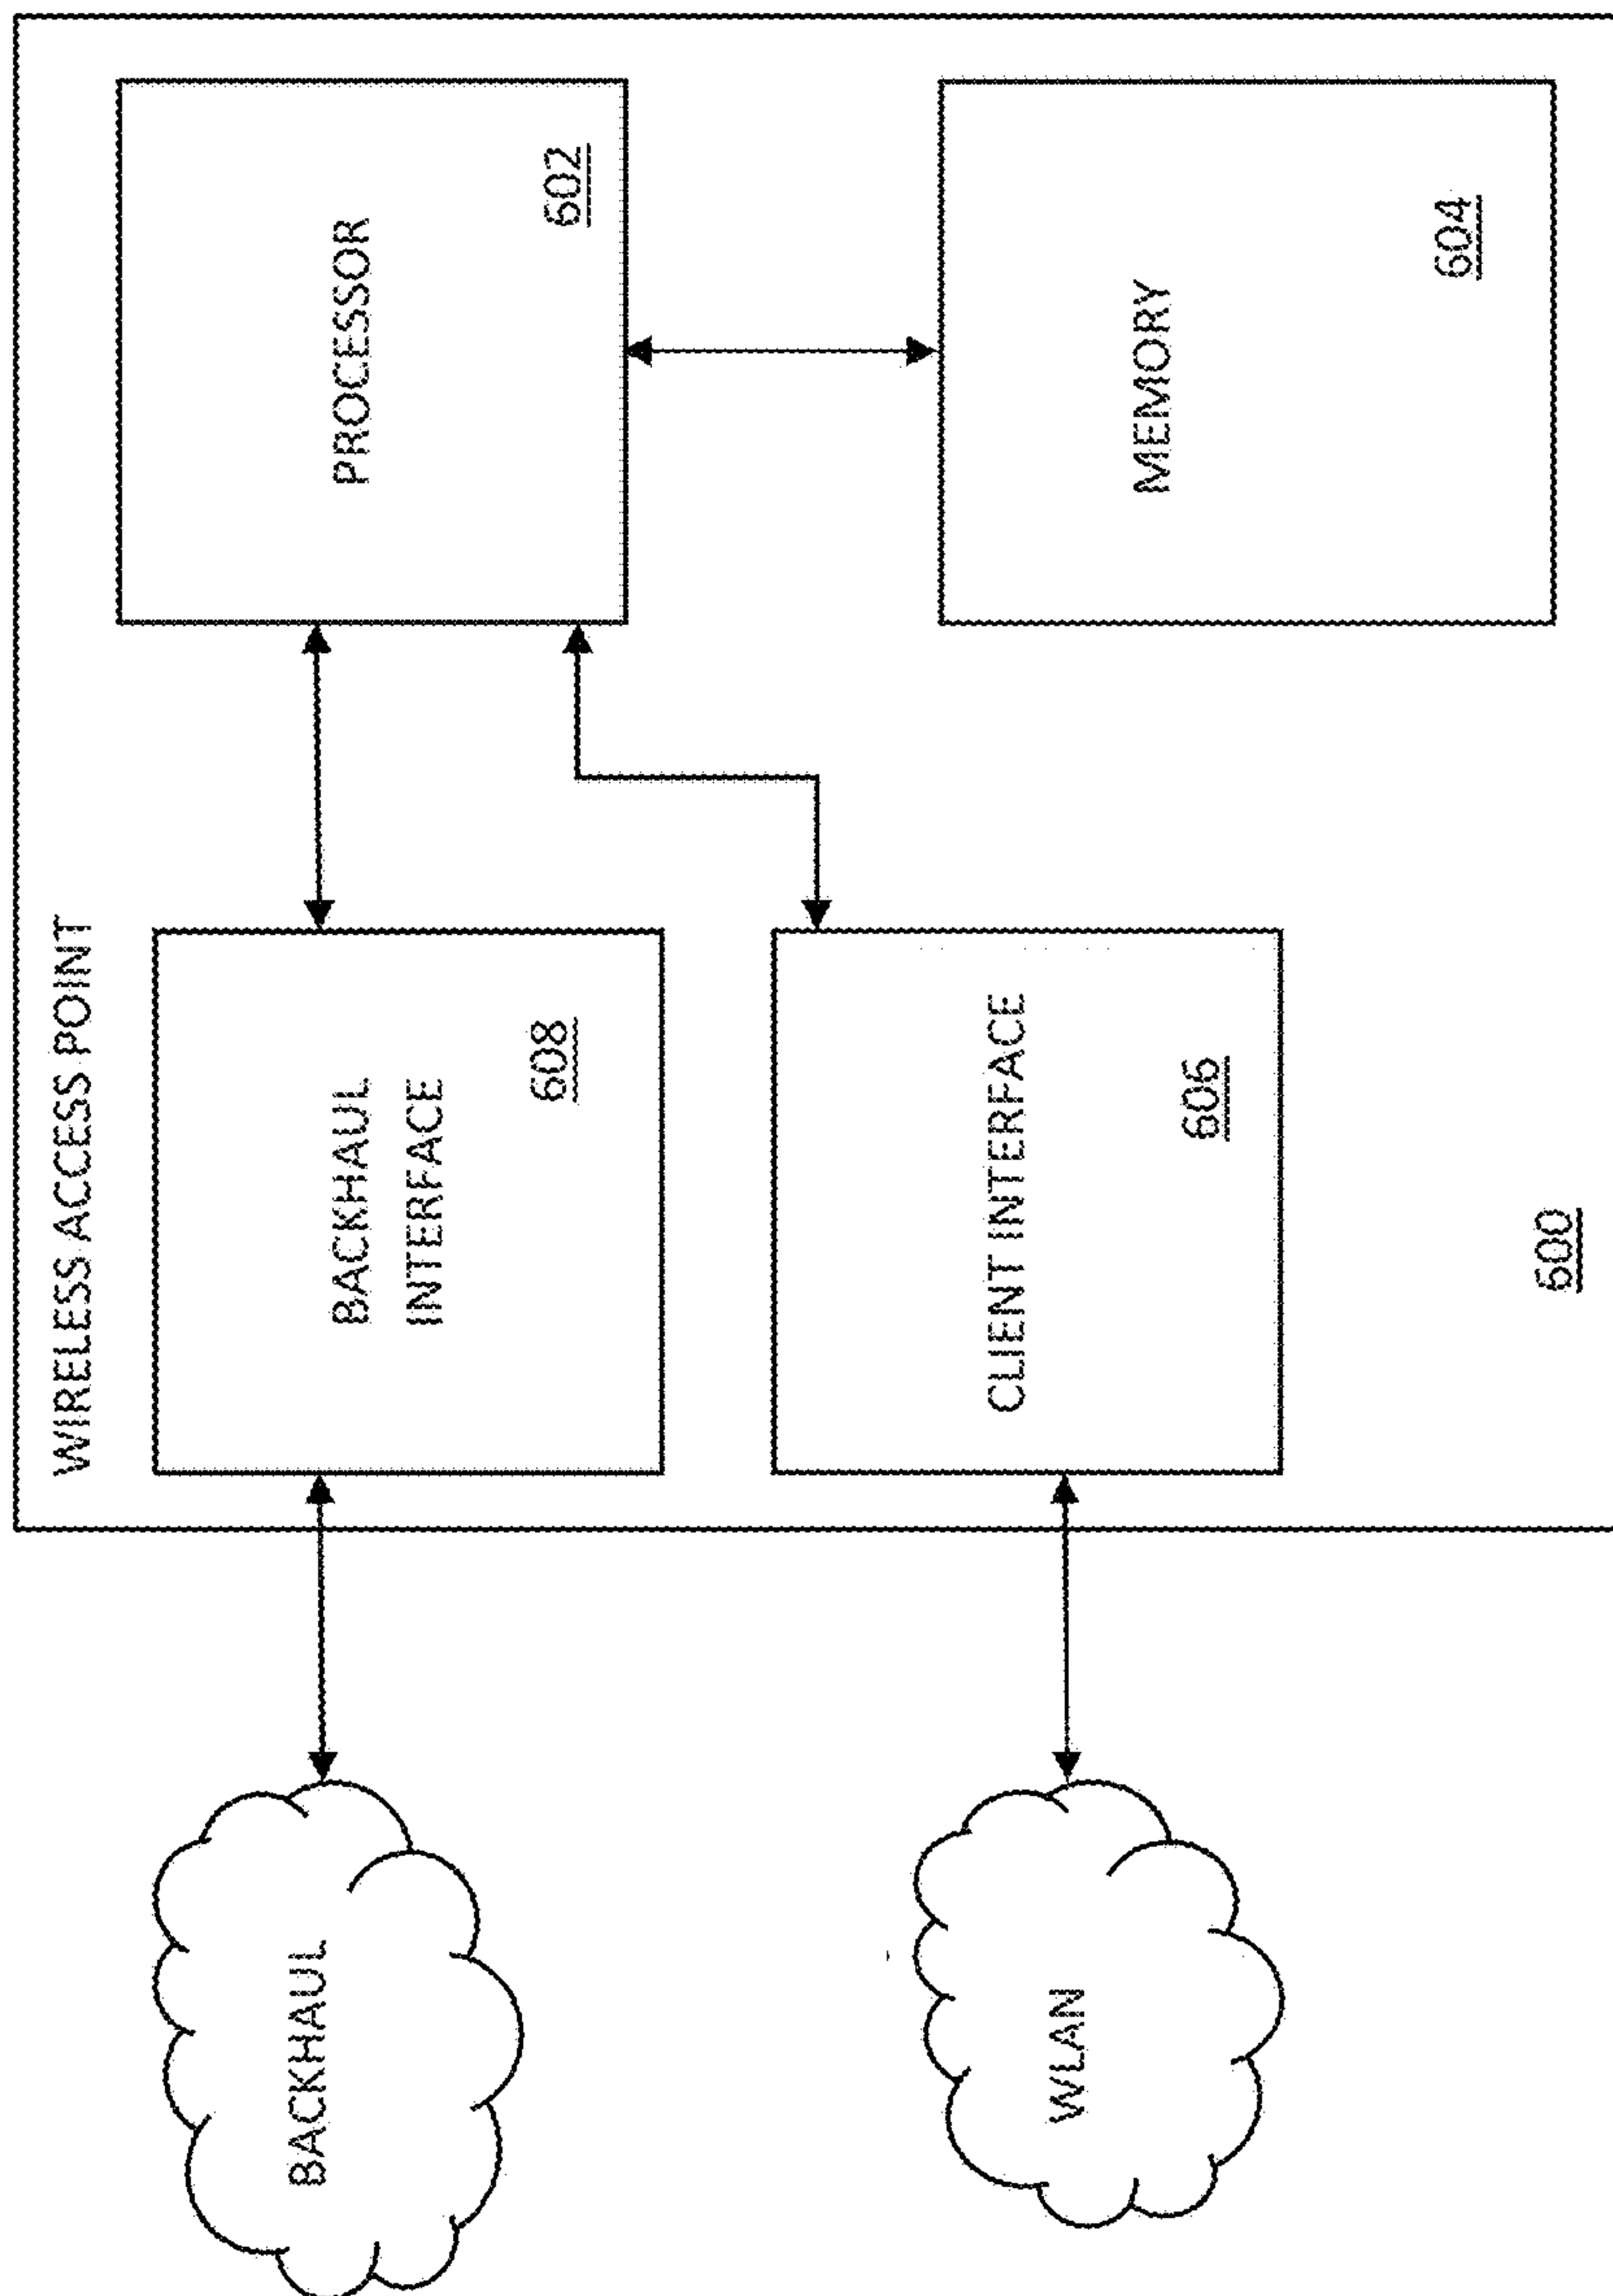 WIRELESS ACCESS POINT
BACKHAUL
BACKHAUL
INTERFACE
608
PROCESSOR
602
WLAN
CLIENT INTERFACE
606
MEMORY
604
600